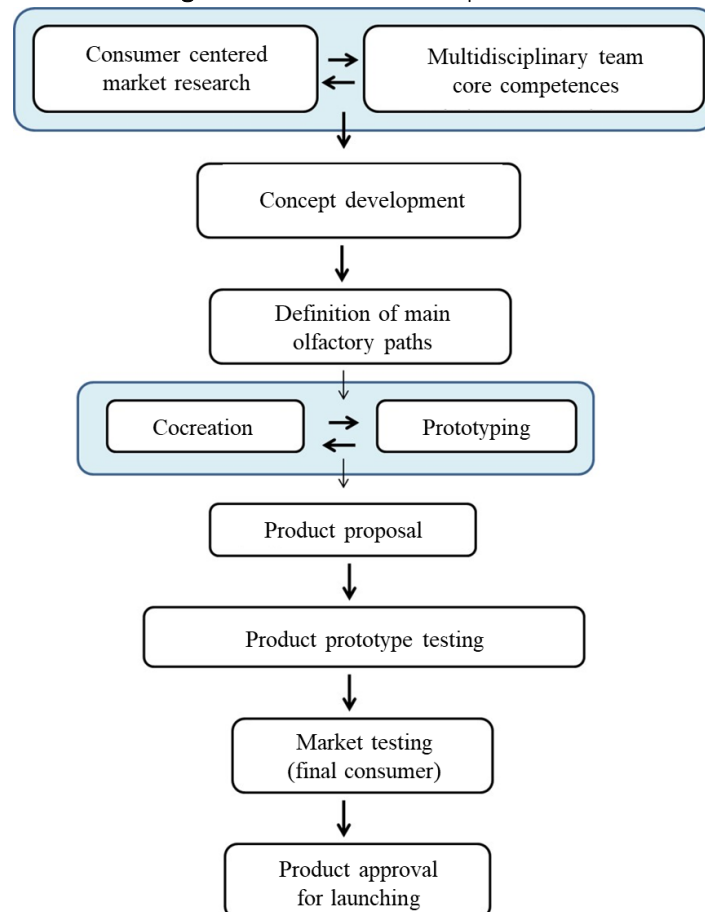 Consumer centered
market research
Multidisciplinary team
core competences
Concept development
Definition of main
olfactory paths
Cocreation
Prototyping
Product proposal
Product prototype testing
Market testing
(final consumer)
Product approval
for launching